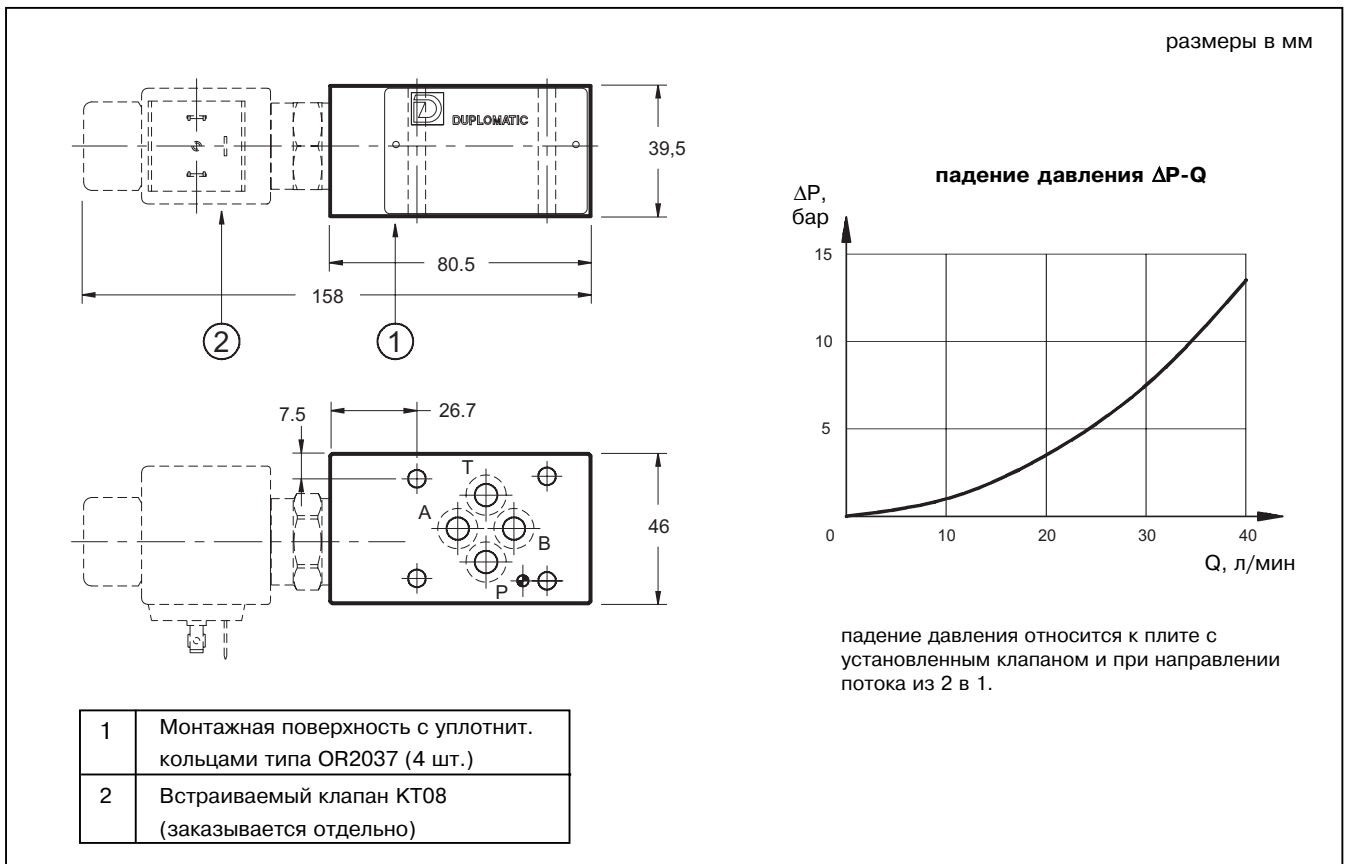 размеры в мм
DUPLOMATIC
39,5
80.5
158
2
1
падение давления ΔP-Q
ΔP,
бар
15
10
5
0
10
20
30
40
Q, л/мин
7.5
26.7
T
A
B
P
46
падение давления относится к плите с
установленным клапаном и при направлении
потока из 2 в 1.
1 Монтажная поверхность с уплотнит.
кольцами типа OR2037 (4 шт.)
2 Встраиваемый клапан KT08
(заказывается отдельно)